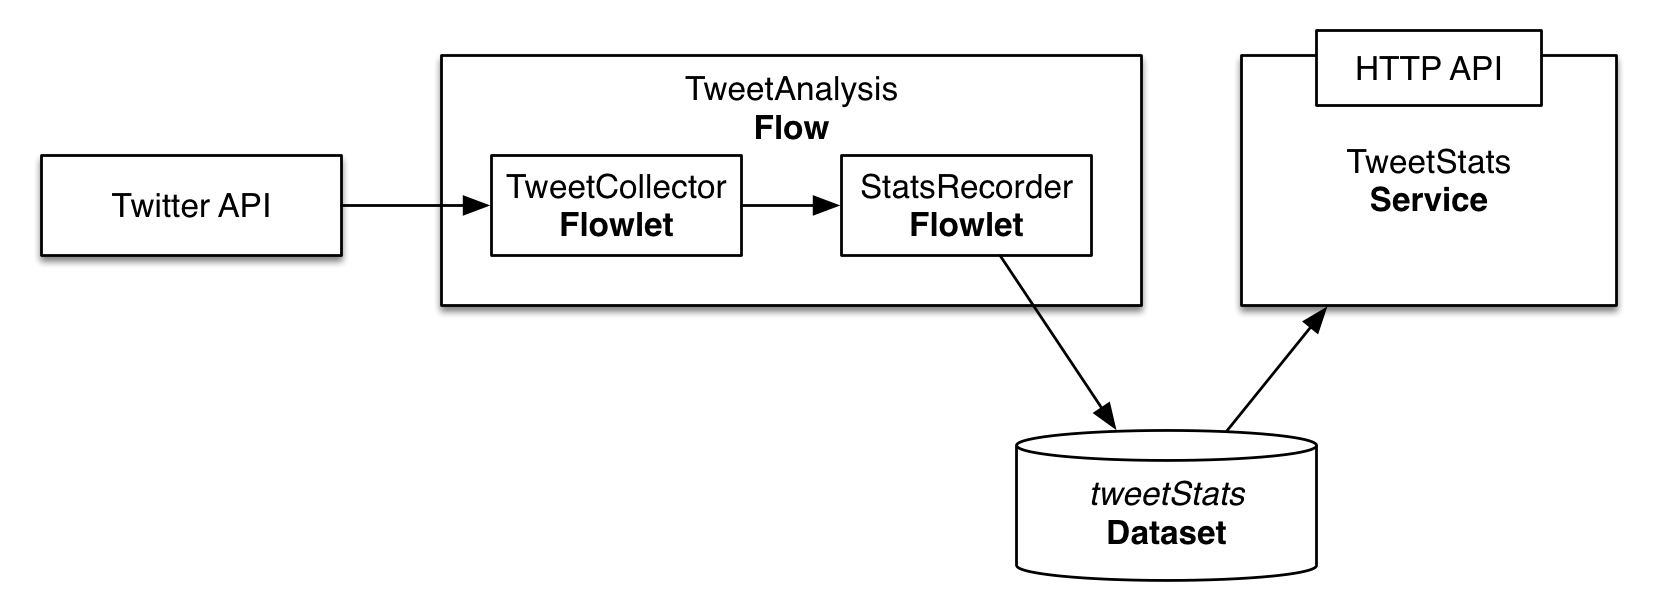 Twitter API
TweetAnalysis
Flow
TweetCollector
Flowlet
StatsRecorder
Flowlet
HTTP API
TweetStats
Service
tweetStats
Dataset